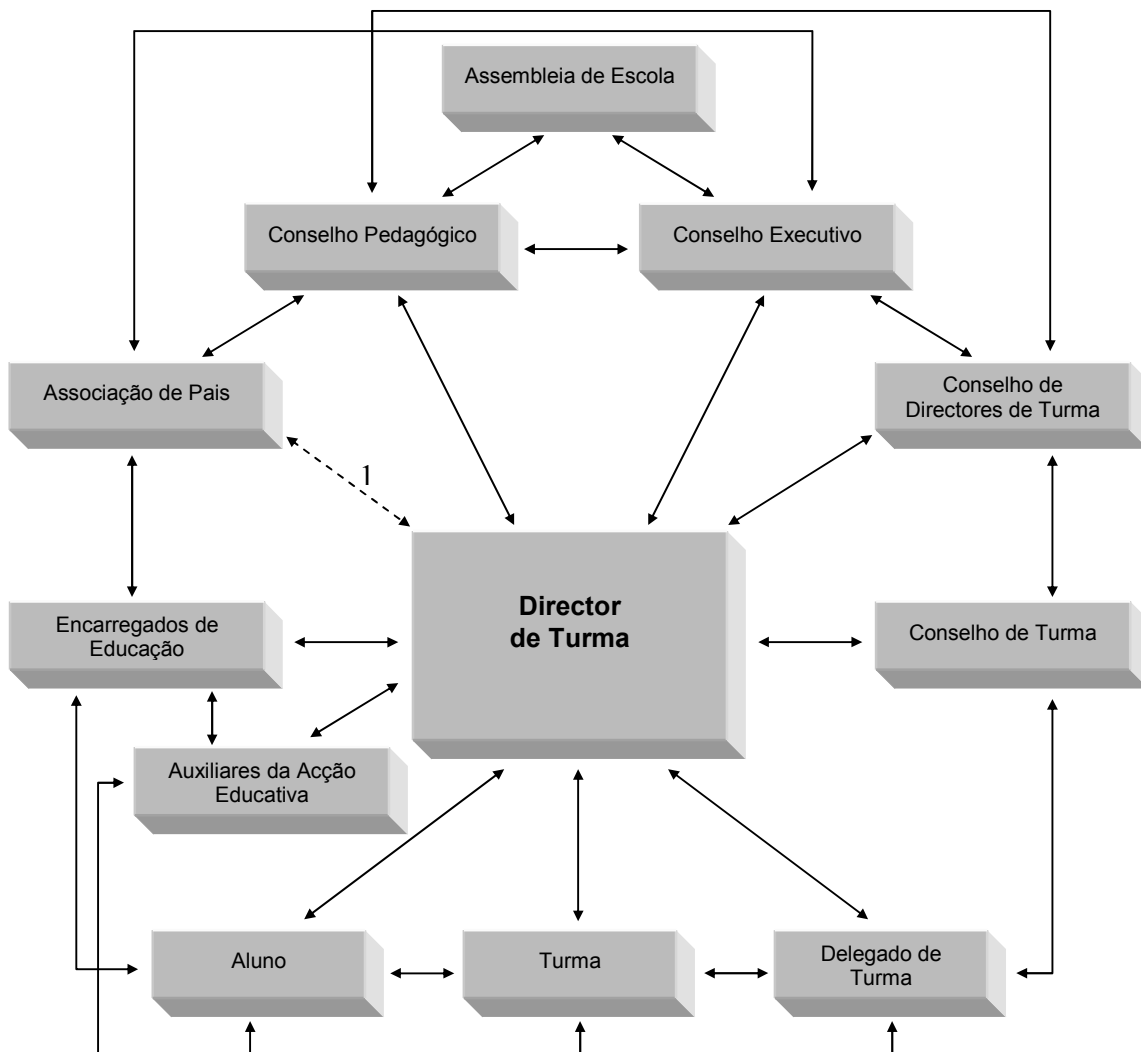 Assembleia de Escola
Conselho Pedagógico
Conselho Executivo
Associação de Pais
Conselho de
Directores de Turma
1
Director
de Turma
Encarregados de
Educação
Conselho de Turma
Auxiliares da Acção
Educativa
Aluno
Turma
Delegado de
Turma